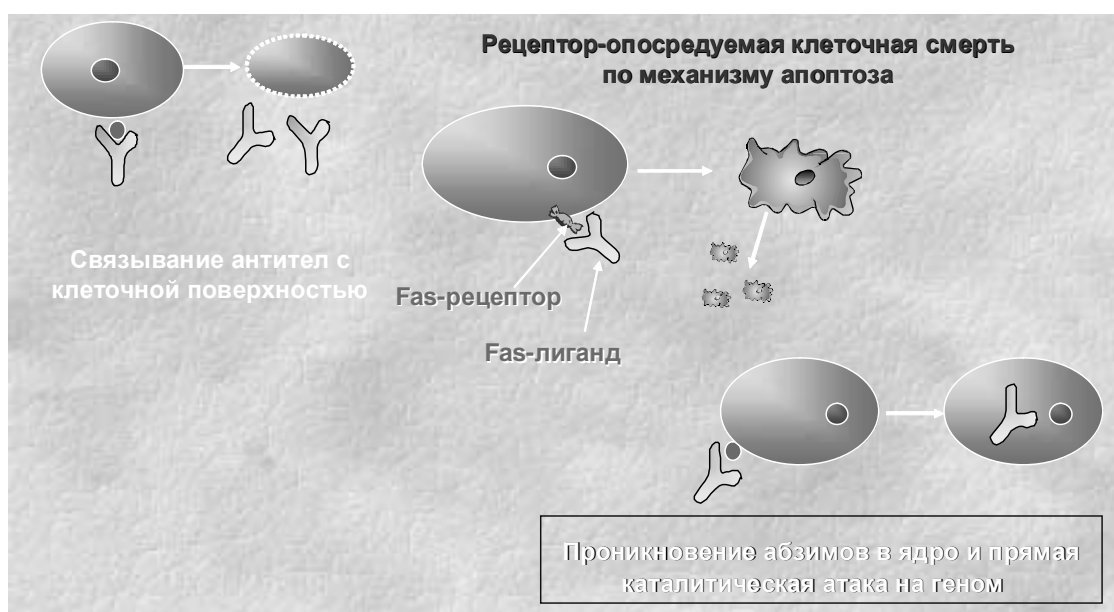 Рецептор-опосредуемая клеточная смерть
по механизму апоптоза
Связывание антител с
клеточной поверхностью
Fas-рецептор
Fas-лиганд
Проникновение абзимов в ядро и прямая
каталитическая атака на геном